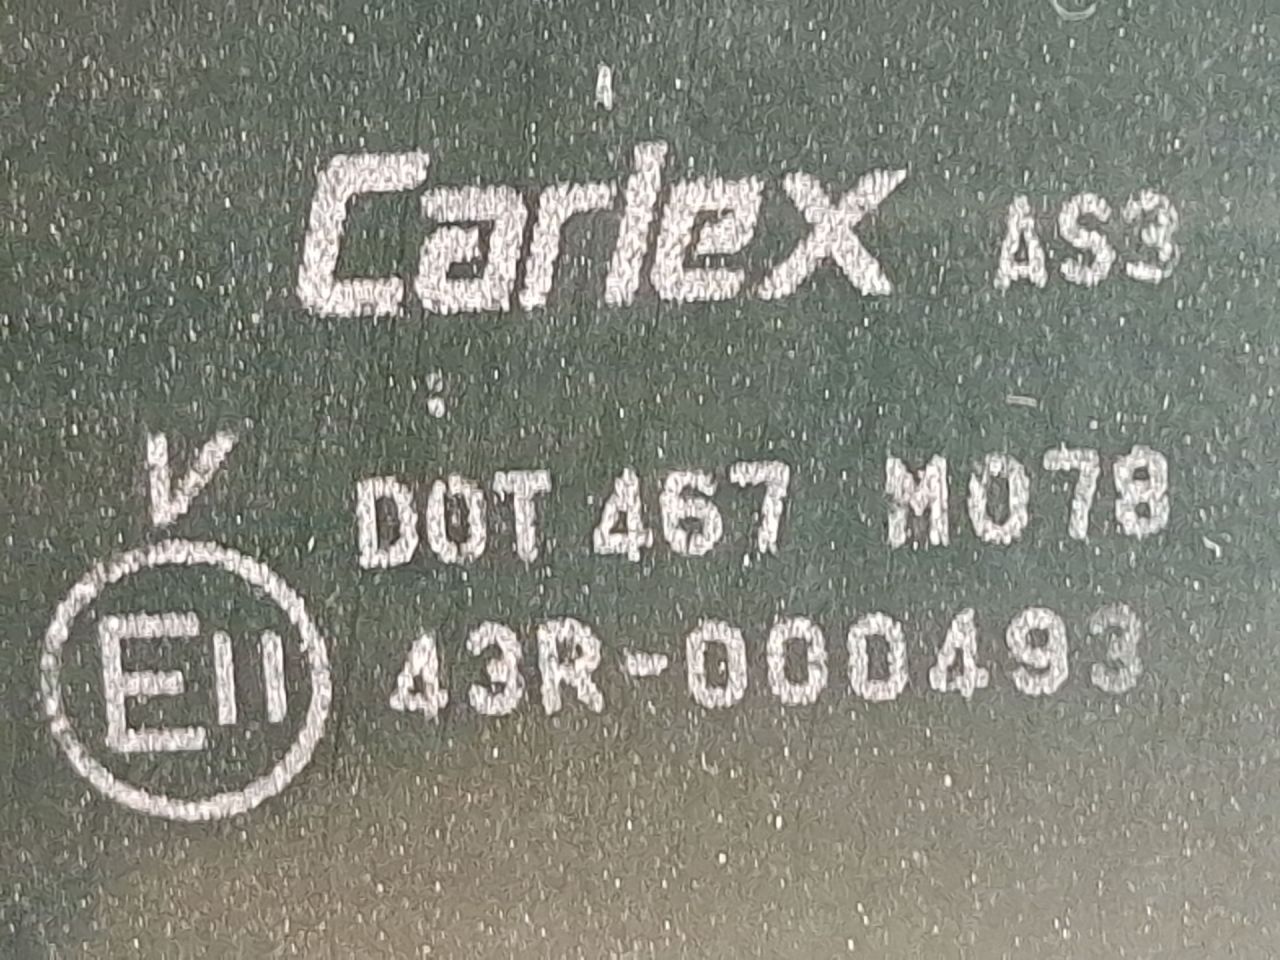 Carlex AS3
V
DOT 467 M078
E11 43R-000493